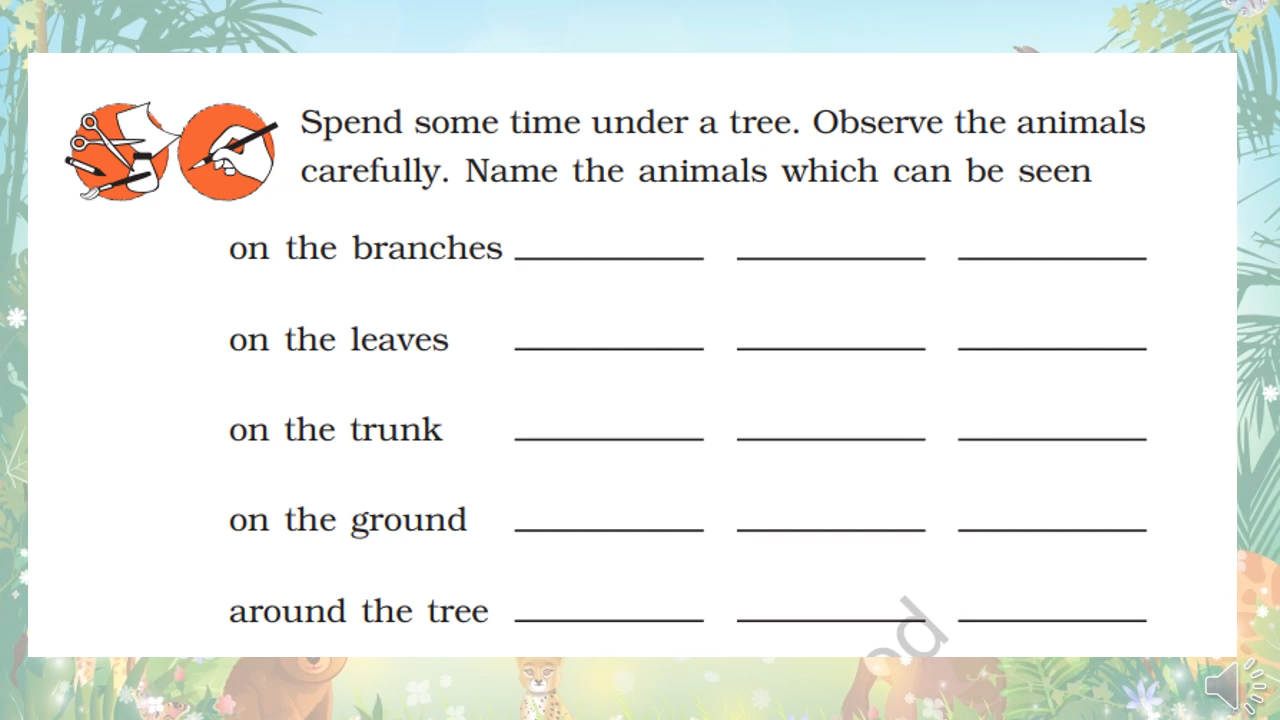 Spend some time under a tree. Observe the animals
carefully. Name the animals which can be seen
on the branches
on the leaves
on the trunk
on the ground
around the tree